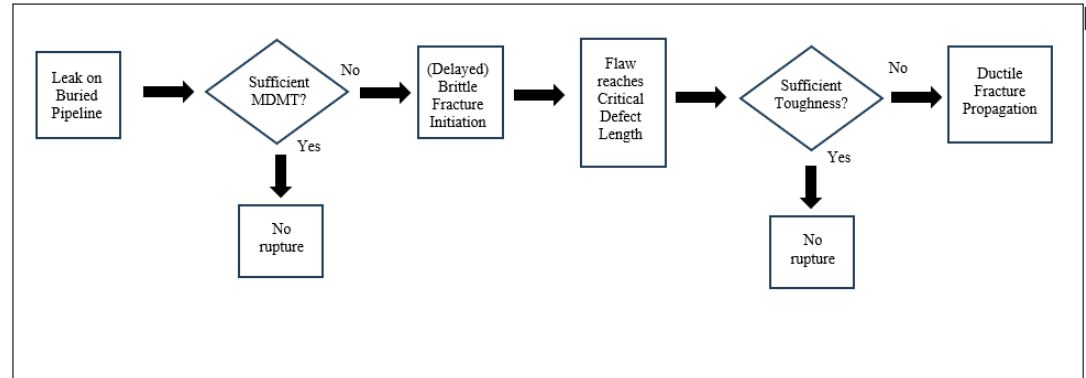 Leak on
Buried
Pipeline
Sufficient
MDMT?
No
Yes
No
rupture
(Delayed)
Brittle
Fracture
Initiation
Flaw
reaches
Critical
Defect
Length
Sufficient
Toughness?
No
Yes
No
rupture
Ductile
Fracture
Propagation